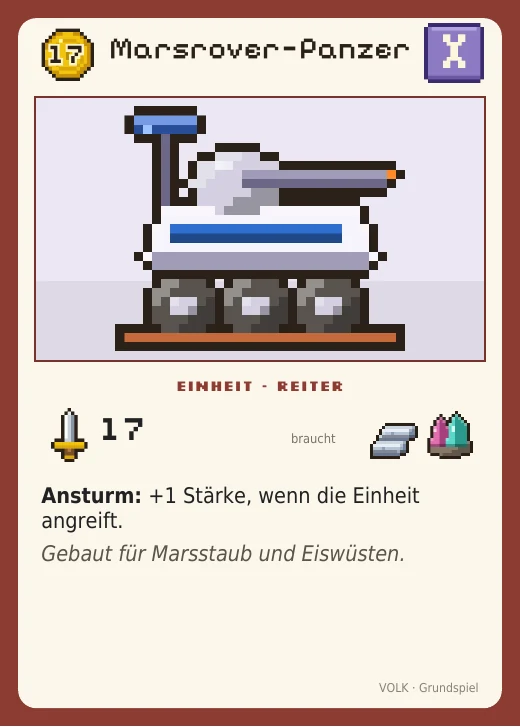 17 Marsrover-Panzer X
EINHEIT - REITER
17 braucht
Ansturm: +1 Stärke, wenn die Einheit
angreift.
Gebaut für Marsstaub und Eiswüsten.
VOLK · Grundspiel